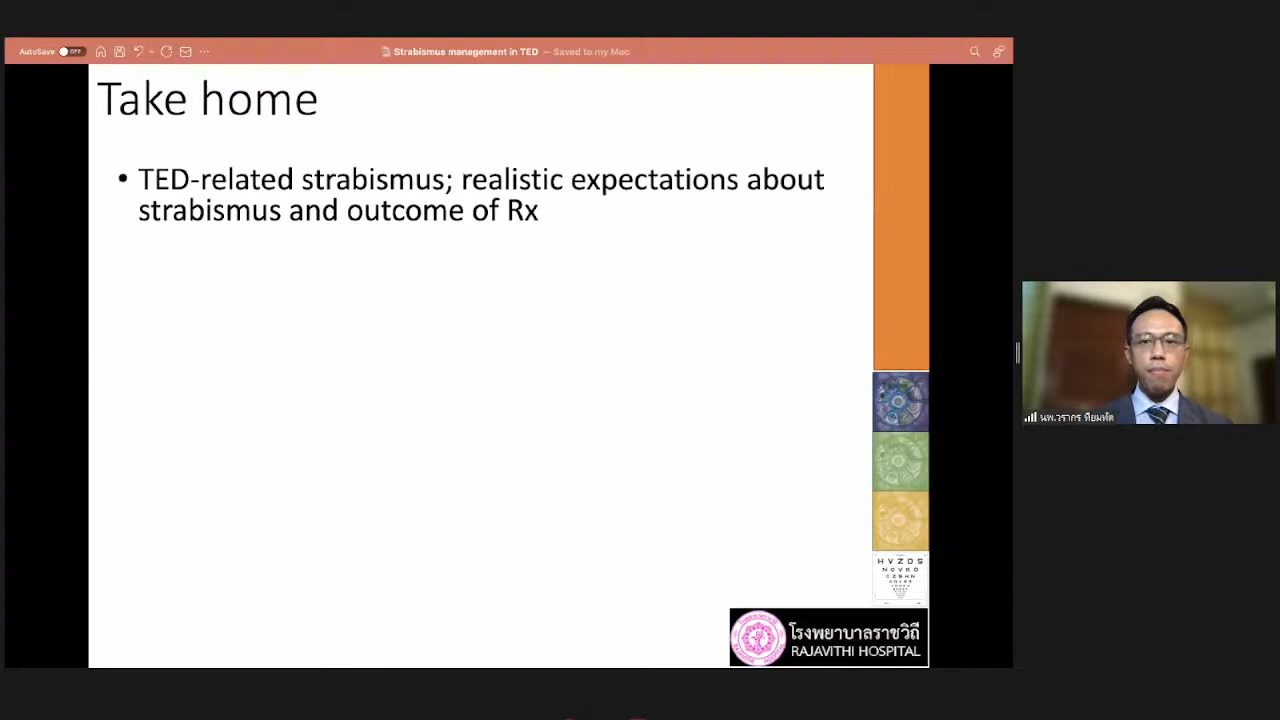 AutoSave OFF
Strabismus management in TED — Saved to my Mac
Take home
• TED-related strabismus; realistic expectations about
strabismus and outcome of Rx
นพ.วรากร เทียมทัด
H V Z D S
N C V K D
C Z S H N
โรงพยาบาลราชวิถี
RAJAVITHI HOSPITAL